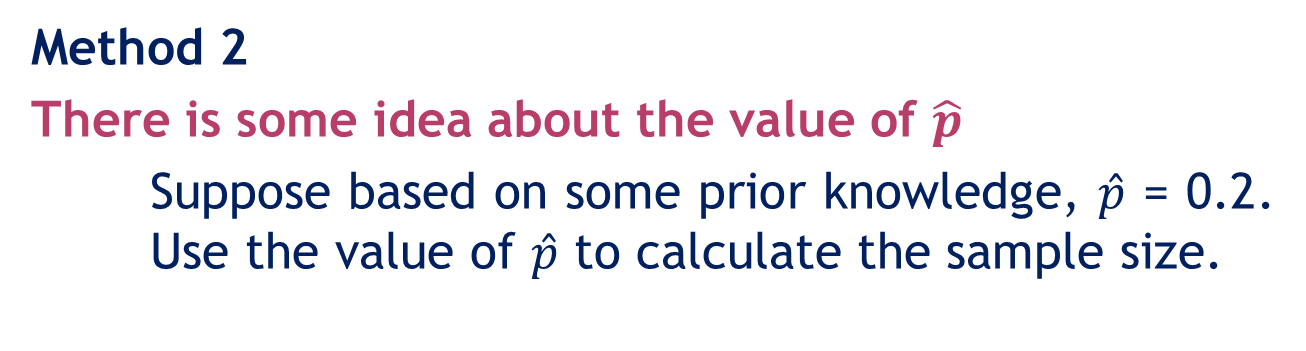 Method 2
There is some idea about the value of p̂
Suppose based on some prior knowledge, p̂ = 0.2.
Use the value of p̂ to calculate the sample size.